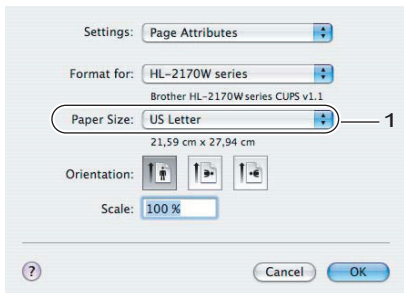 Settings: Page Attributes
Format for: HL-2170W series
Brother HL-2170W series CUPS v1.1
Paper Size: US Letter 1
21,59 cm x 27,94 cm
Orientation:
Scale: 100 %
? Cancel OK